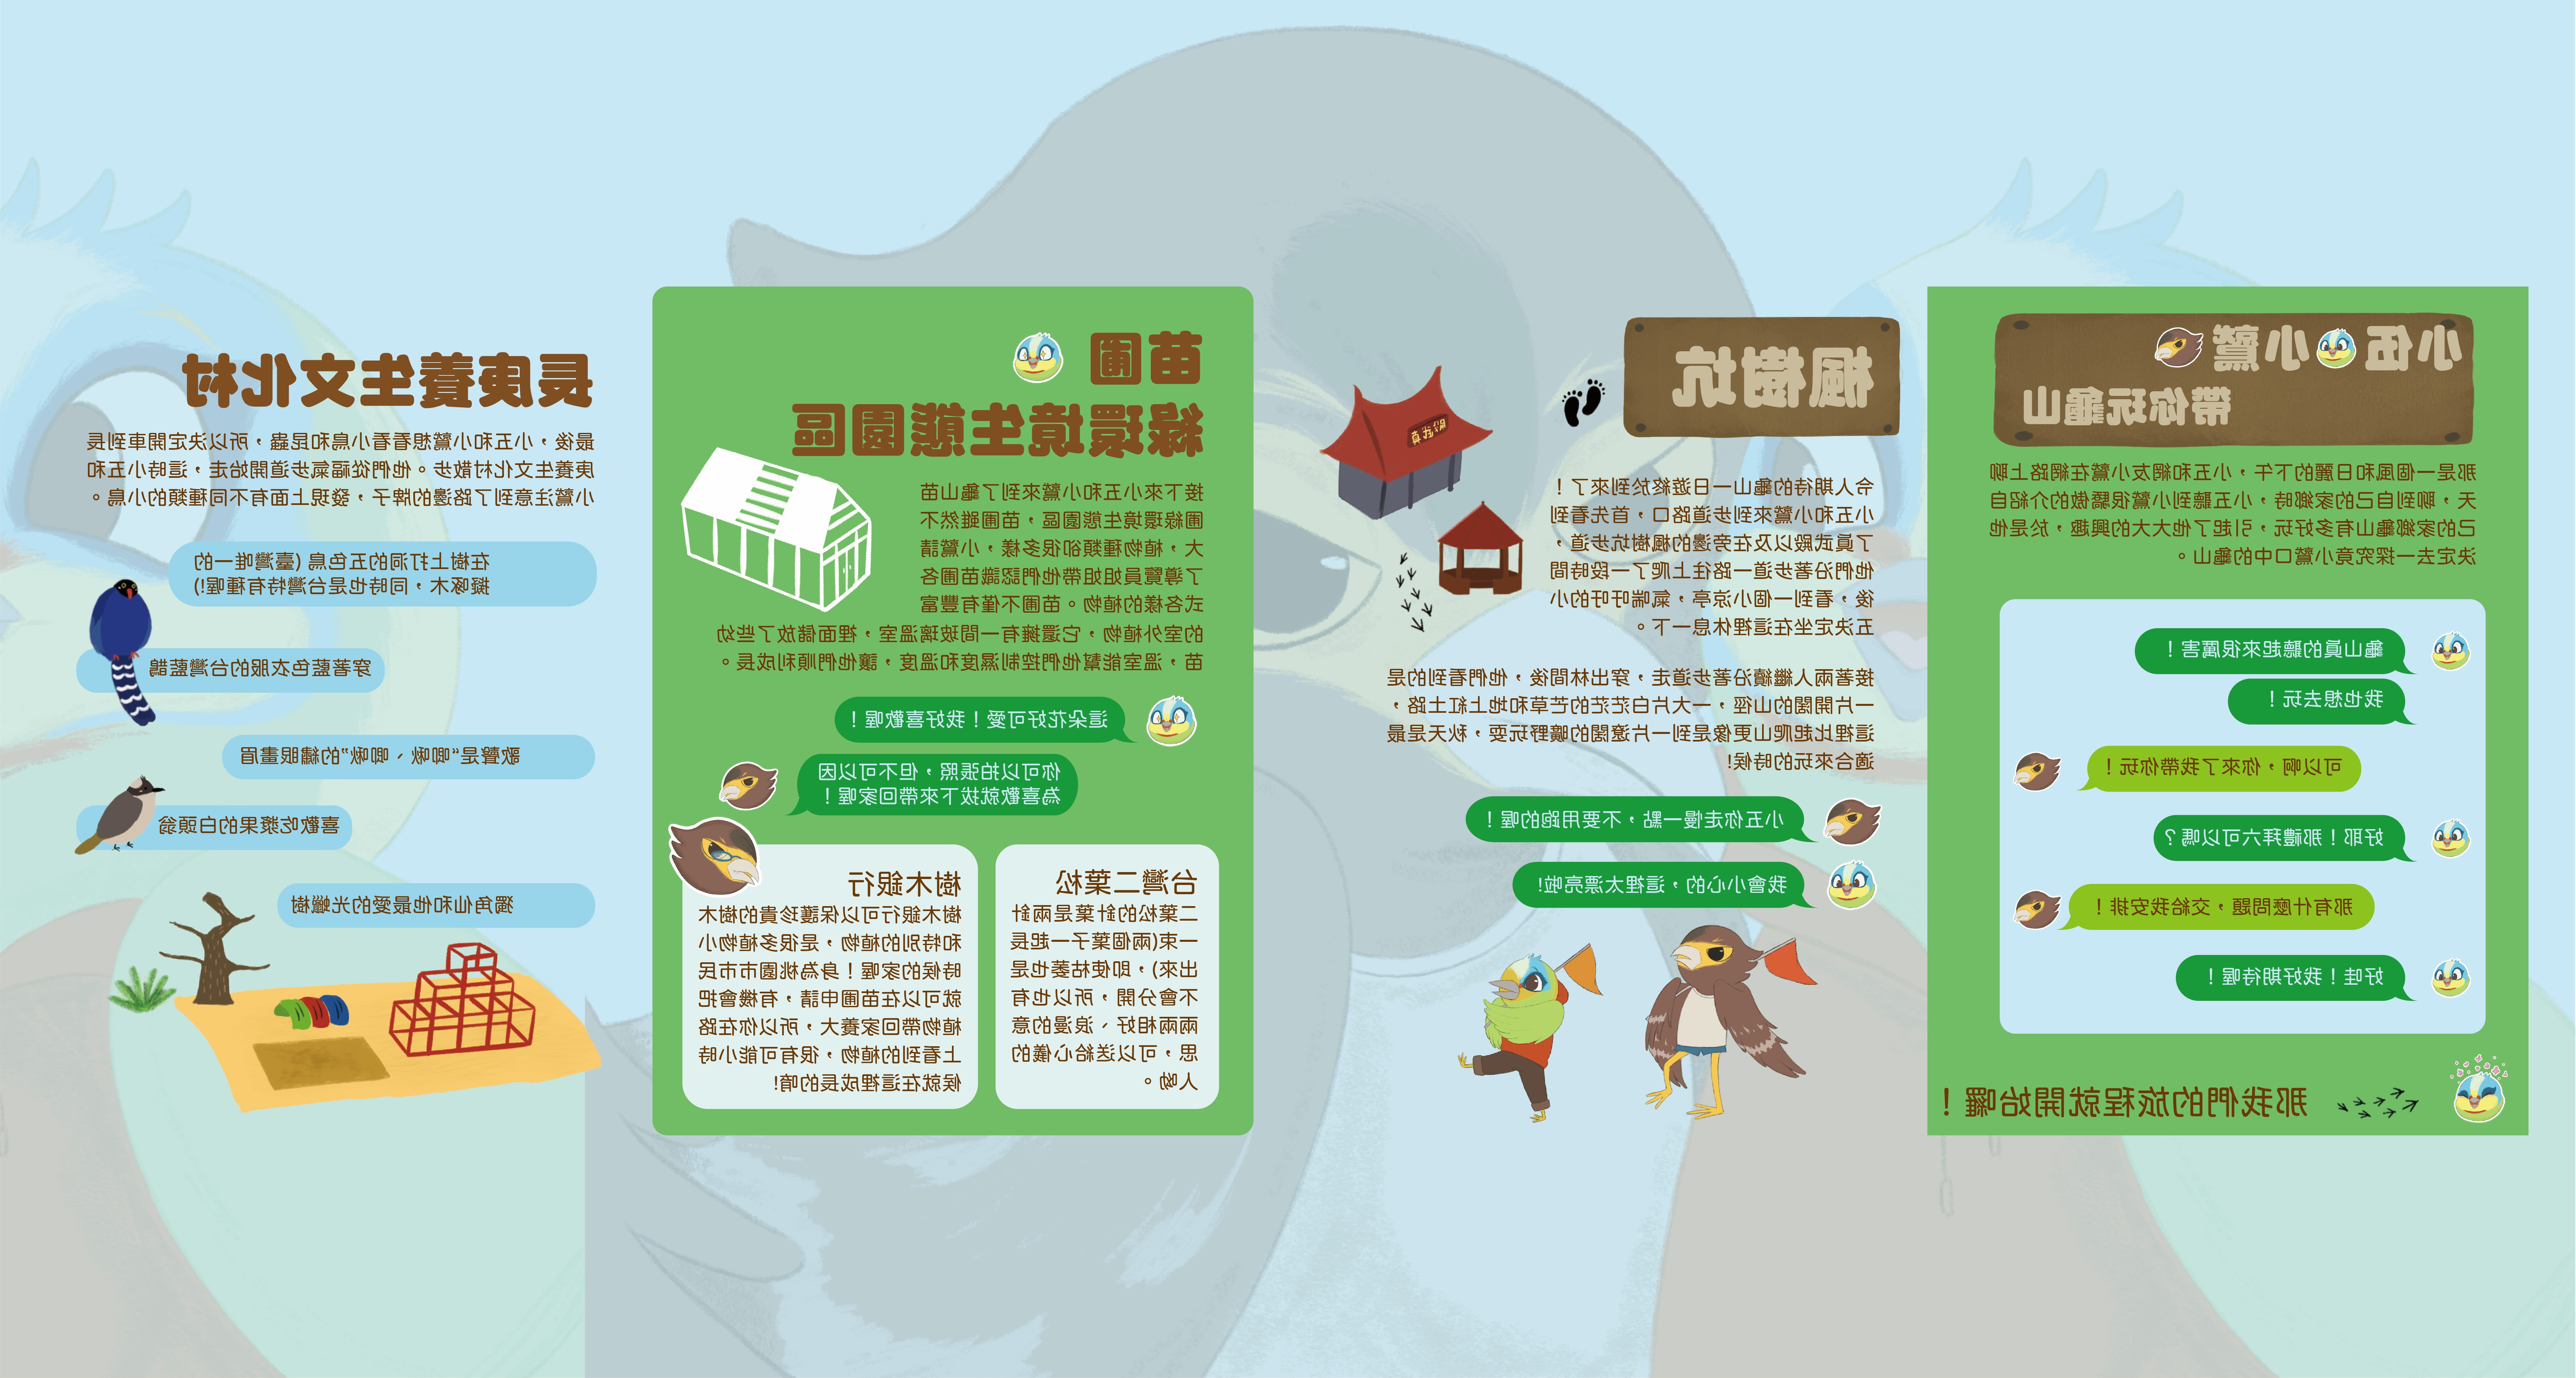 小伍小鷲
帶你玩龜山
那是一個風和日麗的下午，小五和網友小鷲在網路上聊
天，聊到自己的家鄉時，小五聽到小鷲很驕傲的介紹自
己的家鄉龜山有多好玩，引起了他大大的興趣，於是他
決定去一探究竟小鷲口中的龜山。
龜山真的聽起來很厲害！
我也想去玩！
可以啊，你來了我帶你玩！
好耶！那禮拜六可以嗎？
那有什麼問題，交給我安排！
好哇！我好期待喔！
那我們的旅程就開始囉！
楓樹坑
真武殿
令人期待的龜山一日遊終於到來了！
小五和小鷲來到步道路口，首先看到
了真武殿以及在旁邊的楓樹坑步道，
他們沿著步道一路往上爬了一段時間
後，看到一個小涼亭，氣喘吁吁的小
五決定坐在這裡休息一下。
接著兩人繼續沿著步道走，穿出林間後，他們看到的是
一片開闊的山徑，一大片白茫茫的芒草和地上紅土路，
這裡比起爬山更像是到一片遼闊的曠野玩耍，秋天是最
適合來玩的時候!
小五你走慢一點，不要用跑的喔！
我會小心的，這裡太漂亮啦!
苗圃
綠環境生態園區
接下來小五和小鷲來到了龜山苗
圃綠環境生態園區，苗圃雖然不
大，植物種類卻很多樣，小鷲請
了導覽員姐姐帶他們認識苗圃各
式各樣的植物。苗圃不僅有豐富
的室外植物，它還擁有一間玻璃溫室，裡面儲放了些幼
苗，溫室能幫他們控制濕度和溫度，讓他們順利成長。
這朵花好可愛！我好喜歡喔！
你可以拍張照，但不可以因
為喜歡就拔下來帶回家喔！
台灣二葉松
二葉松的針葉是兩針
一束(兩個葉子一起長
出來)，即使枯萎也是
不會分開，所以也有
兩兩相好、浪漫的意
思，可以送給心儀的
人呦。
樹木銀行
樹木銀行可以保護珍貴的樹木
和特別的植物，是很多植物小
時候的家喔！身為桃園市市民
就可以在苗圃申請，有機會把
植物帶回家養大，所以你在路
上看到的植物，很有可能小時
候就在這裡成長的唷!
長庚養生文化村
最後，小五和小鷲想看看小鳥和昆蟲，所以決定開車到長
庚養生文化村散步。他們從福氣步道開始走，這時小五和
小鷲注意到了路邊的牌子，發現上面有不同種類的小鳥。
在樹上打洞的五色鳥 (臺灣唯一的
擬啄木，同時也是台灣特有種喔!)
穿著藍色衣服的台灣藍鵲
歌聲是“唧啾、唧啾”的繡眼畫眉
喜歡吃漿果的白頭翁
獨角仙和他最愛的光蠟樹